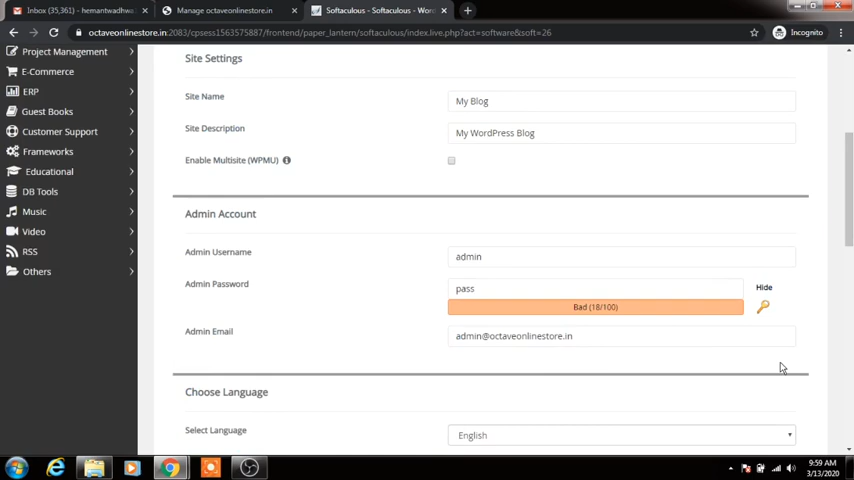 Inbox (35,361) - hemantwadhwa
Manage octaveonlinestore.in
Softaculous - Softaculous - Wor
octaveonlinestore.in:2083/cpsess1563575887/frontend/paper_lantern/softaculous/index.live.php?act=software&soft=26
Incognito
Project Management
E-Commerce
ERP
Guest Books
Customer Support
Frameworks
Educational
DB Tools
Music
Video
RSS
Others
Site Settings
Site Name
My Blog
Site Description
My WordPress Blog
Enable Multisite (WPMU)
Admin Account
Admin Username
admin
Admin Password
pass
Hide
Bad (18/100)
Admin Email
admin@octaveonlinestore.in
Choose Language
Select Language
English
9:59 AM
3/13/2020